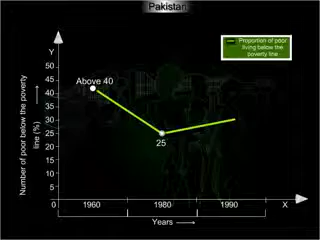 Pakistan
Proportion of poor
living below the
poverty line
Y
50
45
40
35
30
25
20
15
10
5
0
Above 40
25
1960
1980
1990
X
Years
Number of poor below the poverty
line (%)